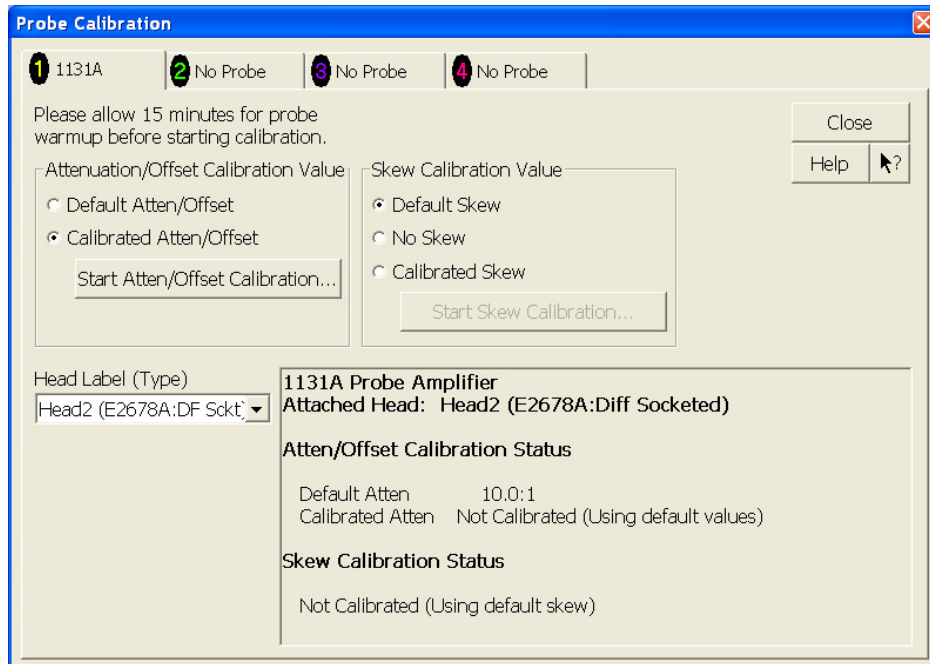 Probe Calibration
1 1131A
2 No Probe
3 No Probe
4 No Probe
Please allow 15 minutes for probe
warmup before starting calibration.
Close
Help
?
Attenuation/Offset Calibration Value
Default Atten/Offset
Calibrated Atten/Offset
Start Atten/Offset Calibration...
Skew Calibration Value
Default Skew
No Skew
Calibrated Skew
Start Skew Calibration...
Head Label (Type)
Head2 (E2678A:DF Sckt)
1131A Probe Amplifier
Attached Head: Head2 (E2678A:Diff Socketed)
Atten/Offset Calibration Status
Default Atten 10.0:1
Calibrated Atten Not Calibrated (Using default values)
Skew Calibration Status
Not Calibrated (Using default skew)